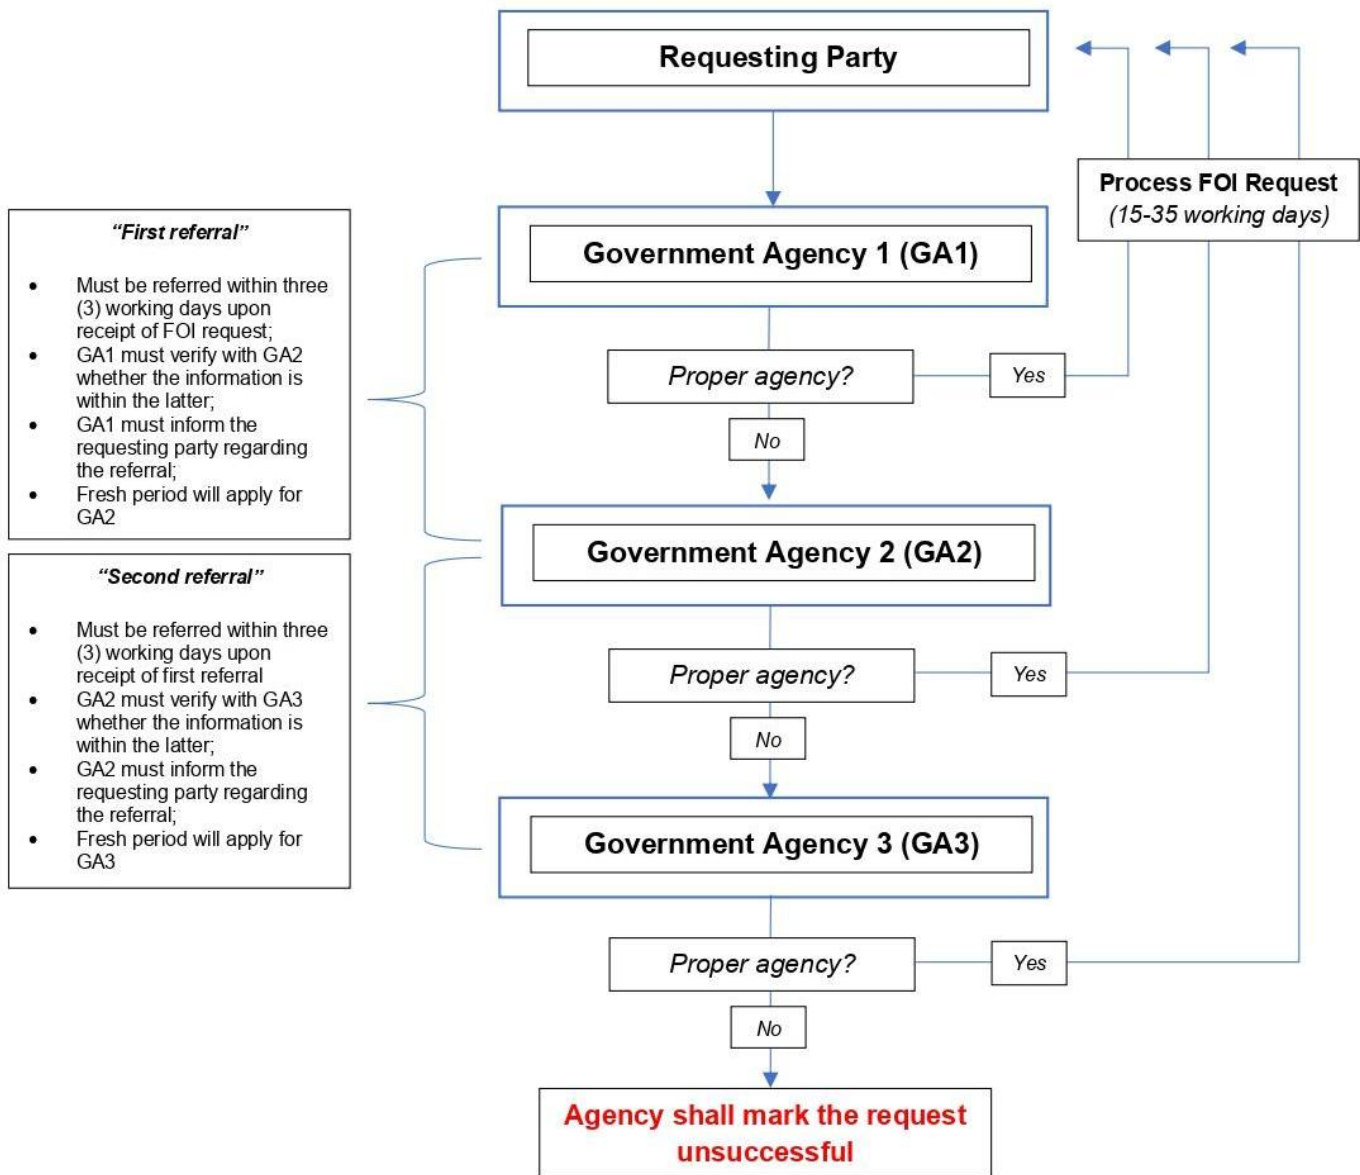 Requesting Party
Process FOI Request
(15-35 working days)
“First referral”
• Must be referred within three
(3) working days upon
receipt of FOI request;
• GA1 must verify with GA2
whether the information is
within the latter;
• GA1 must inform the
requesting party regarding
the referral;
• Fresh period will apply for
GA2
Government Agency 1 (GA1)
Proper agency?
Yes
No
Government Agency 2 (GA2)
“Second referral”
• Must be referred within three
(3) working days upon
receipt of first referral
• GA2 must verify with GA3
whether the information is
within the latter;
• GA2 must inform the
requesting party regarding
the referral;
• Fresh period will apply for
GA3
Proper agency?
Yes
No
Government Agency 3 (GA3)
Proper agency?
Yes
No
Agency shall mark the request
unsuccessful